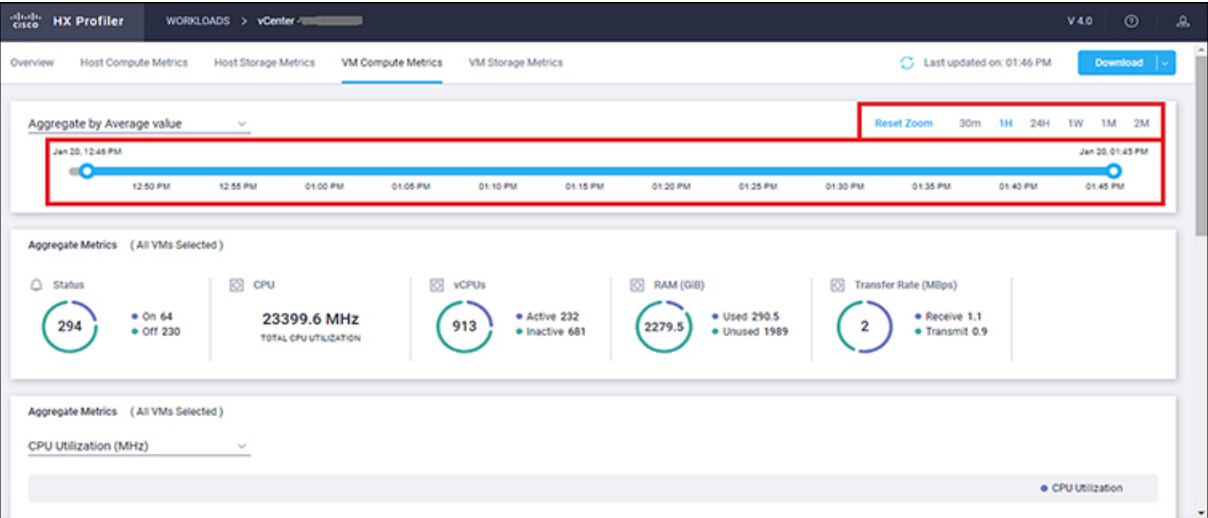 cisco HX Profiler WORKLOADS > vCenter - V 4.0
Overview Host Compute Metrics Host Storage Metrics VM Compute Metrics VM Storage Metrics Last updated on: 01:46 PM Download
Aggregate by Average value Reset Zoom 30m 1H 24H 1W 1M 2M
Jan 20, 12:46 PM Jan 20, 01:45 PM
12:50 PM 12:55 PM 01:00 PM 01:05 PM 01:10 PM 01:15 PM 01:20 PM 01:25 PM 01:30 PM 01:35 PM 01:40 PM 01:45 PM
Aggregate Metrics ( All VMs Selected )
Status CPU vCPUs RAM (GiB) Transfer Rate (MBps)
294 On 64 23399.6 MHz 913 Active 232 2279.5 Used 290.5 2 Receive 1.1
Off 230 TOTAL CPU UTILIZATION Inactive 681 Unused 1989 Transmit 0.9
Aggregate Metrics ( All VMs Selected )
CPU Utilization (MHz)
CPU Utilization